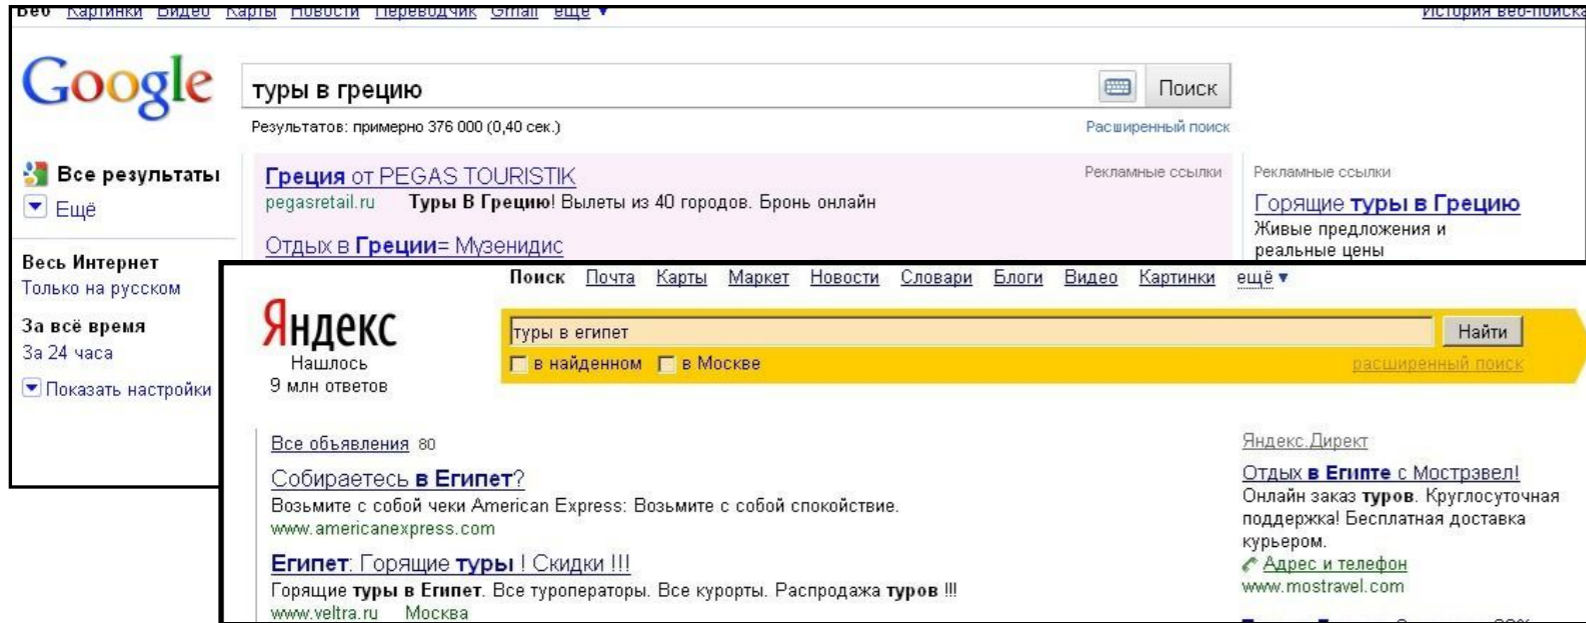 Веб Картинки Видео Карты Новости Переводчик Gmail ещё ▼
История веб-поиска
Google
туры в грецию
Поиск
Результатов: примерно 376 000 (0,40 сек.)
Расширенный поиск
Все результаты
Ещё
Весь Интернет
Только на русском
За всё время
За 24 часа
Показать настройки
Греция от PEGAS TOURISTIK
pegasretail.ru Туры В Грецию! Вылеты из 40 городов. Бронь онлайн
Отдых в Греции= Музенидис
Рекламные ссылки
Рекламные ссылки
Горящие туры в Грецию
Живые предложения и
реальные цены
Поиск Почта Карты Маркет Новости Словари Блоги Видео Картинки ещё ▼
Яндекс
Нашлось
9 млн ответов
туры в египет
Найти
в найденном в Москве
расширенный поиск
Все объявления 80
Собираетесь в Египет?
Возьмите с собой чеки American Express: Возьмите с собой спокойствие.
www.americanexpress.com
Египет: Горящие туры ! Скидки !!!
Горящие туры в Египет. Все туроператоры. Все курорты. Распродажа туров !!!
www.veltra.ru Москва
Яндекс.Директ
Отдых в Египте с Мострэвел!
Онлайн заказ туров. Круглосуточная
поддержка! Бесплатная доставка
курьером.
Адрес и телефон
www.mostravel.com